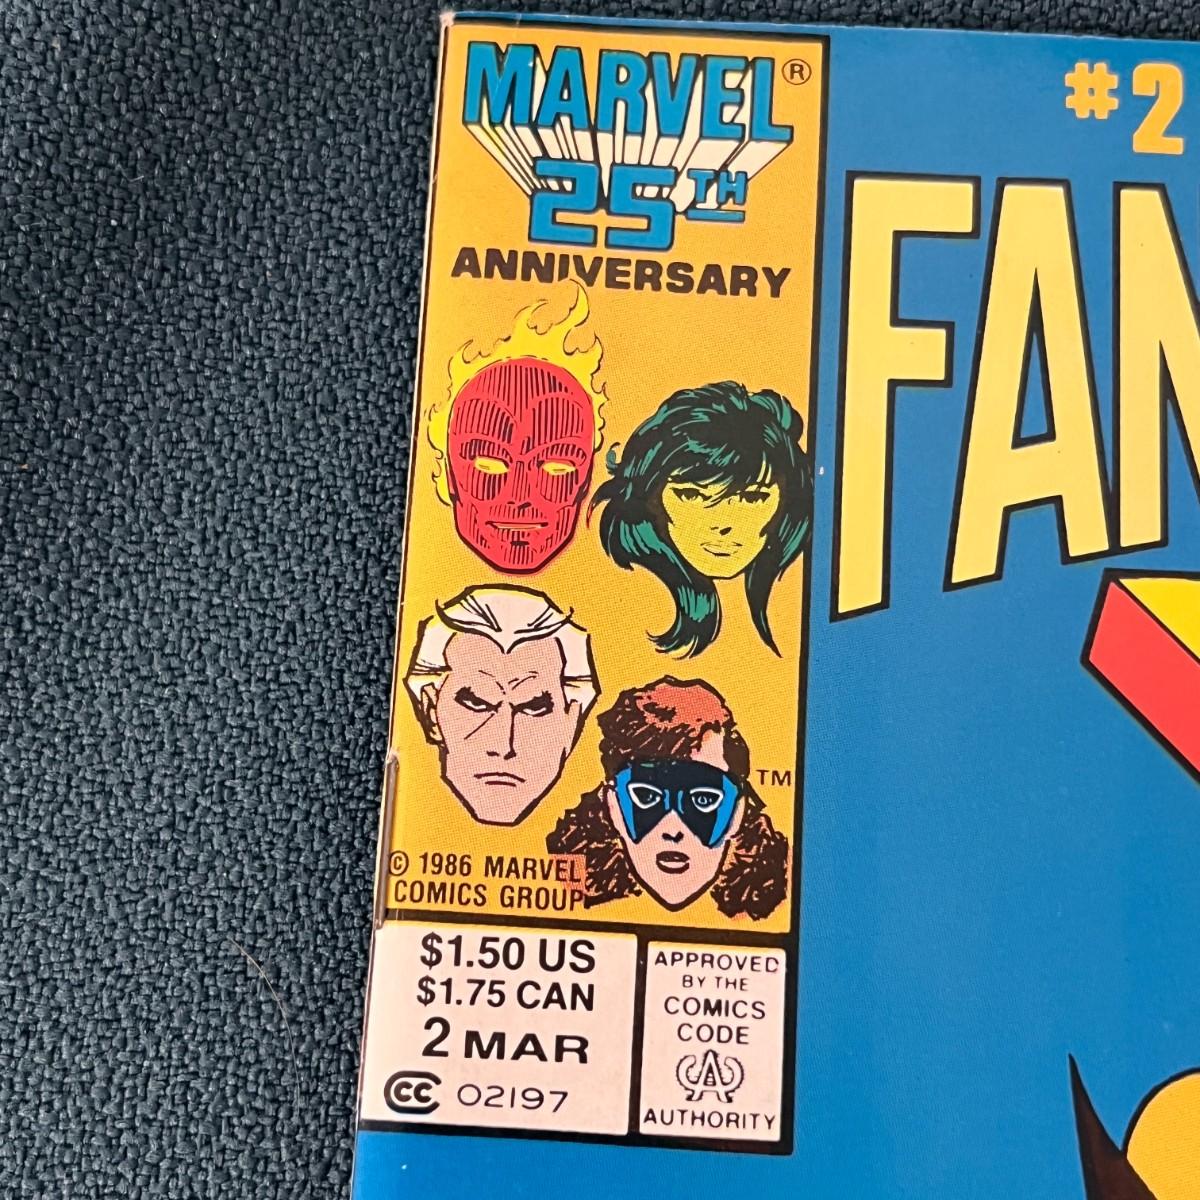 MARVEL®
25TH
ANNIVERSARY
TM
© 1986 MARVEL
COMICS GROUP
$1.50 US
$1.75 CAN
2 MAR
CC 02197
APPROVED
BY THE
COMICS
CODE
CA
AUTHORITY
#2
FAN